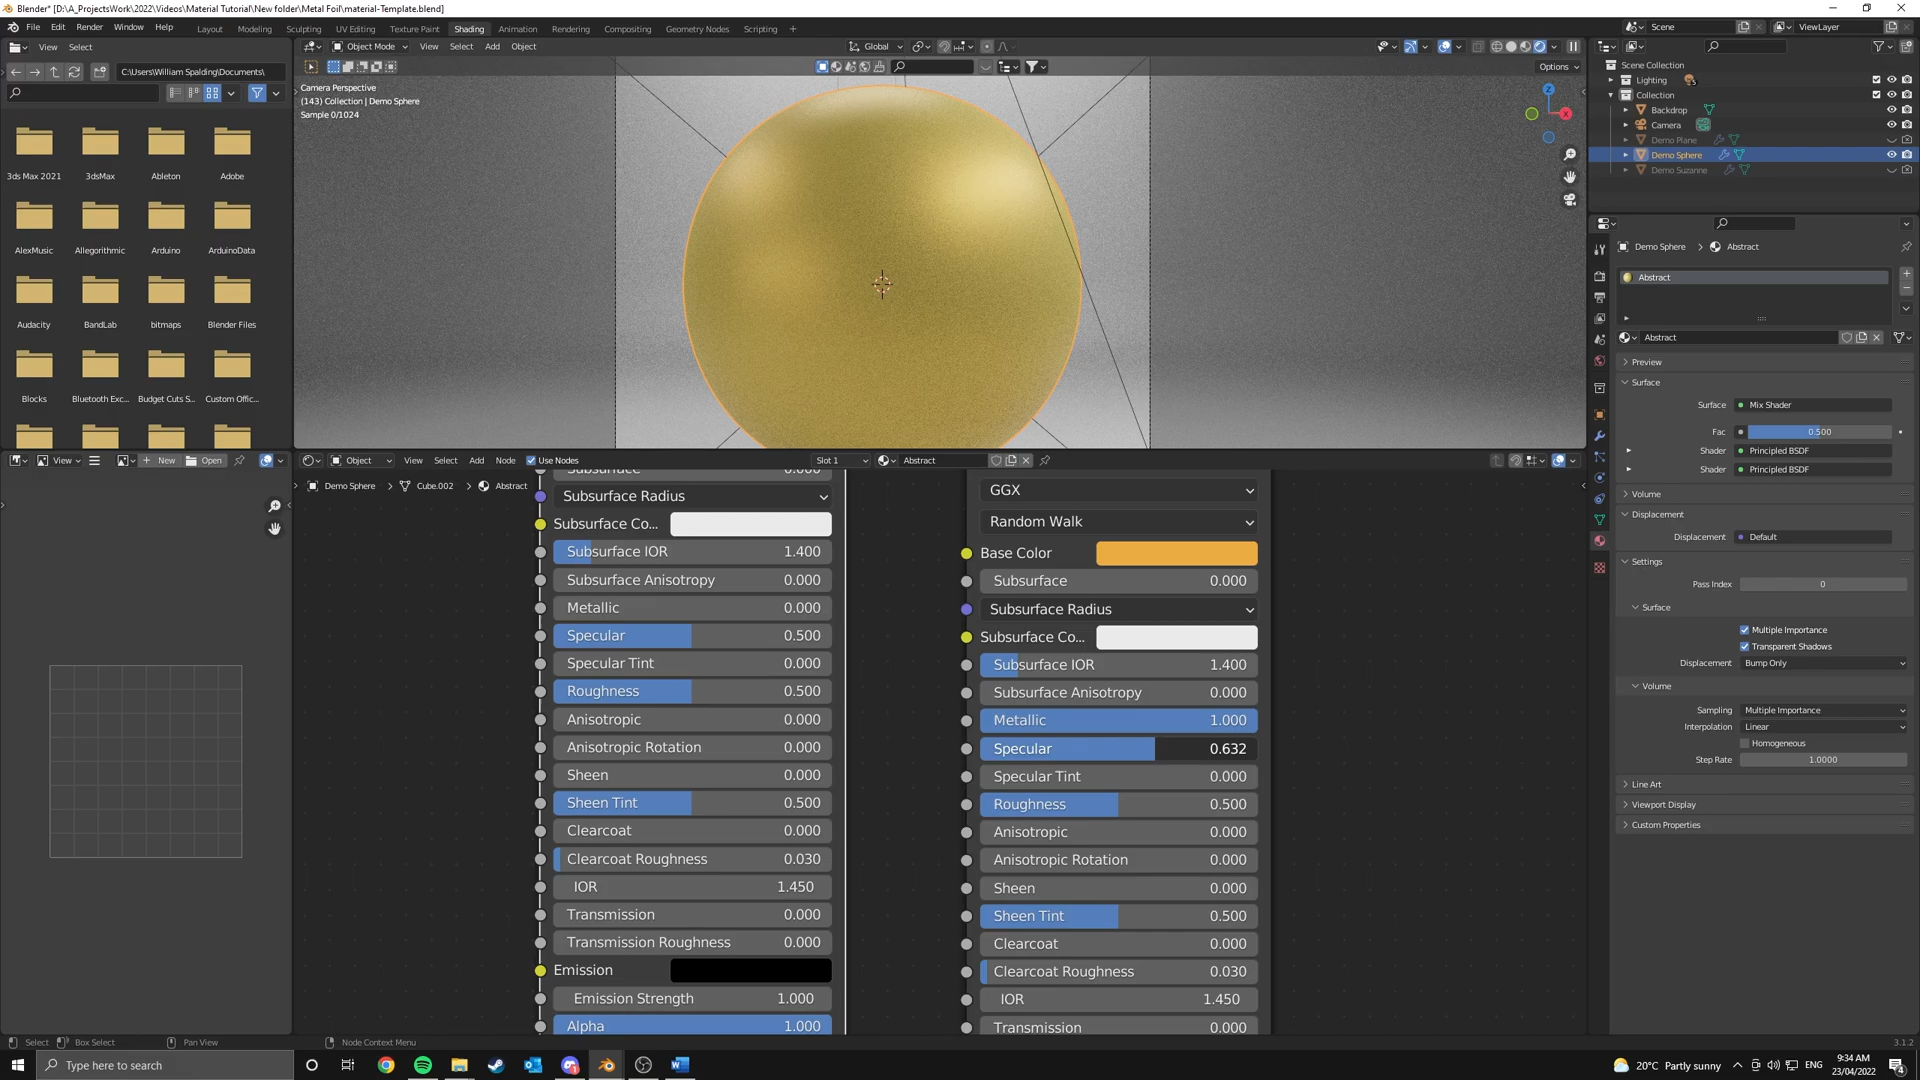 Blender* [D:\A_ProjectsWork\2022\Videos\Material Tutorial\New folder\Metal Foil\material-Template.blend]
File Edit Render Window Help Layout Modeling Sculpting UV Editing Texture Paint Shading Animation Rendering Compositing Geometry Nodes Scripting + Scene ViewLayer
View Select Object Mode View Select Add Object Global
C:\Users\William Spalding\Documents\
Options
Camera Perspective
(143) Collection | Demo Sphere
Sample 0/1024
3ds Max 2021 3dsMax Ableton Adobe
AlexMusic Allegorithmic Arduino ArduinoData
Audacity BandLab bitmaps Blender Files
Blocks Bluetooth Exc... Budget Cuts S... Custom Offic...
Z
X
Scene Collection
Lighting
Collection
Backdrop
Camera
Demo Plane
Demo Sphere
Demo Suzanne
Demo Sphere > Abstract
Abstract
Abstract
Preview
Surface
Surface Mix Shader
Fac 0.500
Shader Principled BSDF
Shader Principled BSDF
Volume
Displacement
Displacement Default
Settings
Pass Index 0
Surface
Multiple Importance
Transparent Shadows
Displacement Bump Only
Volume
Sampling Multiple Importance
Interpolation Linear
Homogeneous
Step Rate 1.0000
Line Art
Viewport Display
Custom Properties
View + New Open Object View Select Add Node Use Nodes Slot 1 Abstract
Demo Sphere > Cube.002 > Abstract
Subsurface 0.000
Subsurface Radius
Subsurface Co...
Subsurface IOR 1.400
Subsurface Anisotropy 0.000
Metallic 0.000
Specular 0.500
Specular Tint 0.000
Roughness 0.500
Anisotropic 0.000
Anisotropic Rotation 0.000
Sheen 0.000
Sheen Tint 0.500
Clearcoat 0.000
Clearcoat Roughness 0.030
IOR 1.450
Transmission 0.000
Transmission Roughness 0.000
Emission
Emission Strength 1.000
Alpha 1.000
GGX
Random Walk
Base Color
Subsurface 0.000
Subsurface Radius
Subsurface Co...
Subsurface IOR 1.400
Subsurface Anisotropy 0.000
Metallic 1.000
Specular 0.632
Specular Tint 0.000
Roughness 0.500
Anisotropic 0.000
Anisotropic Rotation 0.000
Sheen 0.000
Sheen Tint 0.500
Clearcoat 0.000
Clearcoat Roughness 0.030
IOR 1.450
Transmission 0.000
Select Box Select Pan View Node Context Menu 3.1.2
Type here to search
20°C Partly sunny ENG
9:34 AM
23/04/2022
4